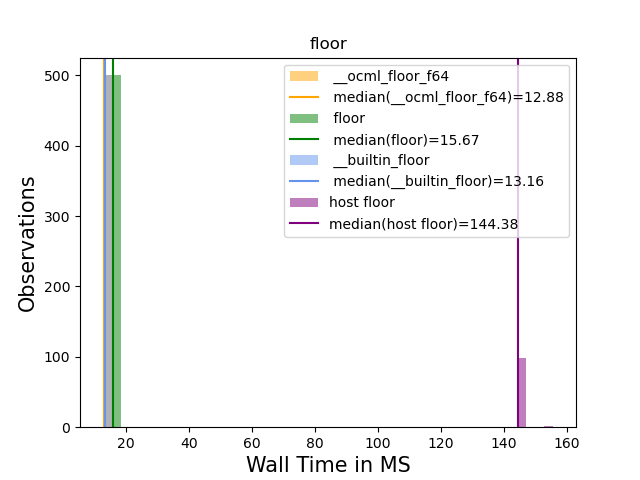 floor
500
400
300
200
100
0
Observations
__ocml_floor_f64
median(__ocml_floor_f64)=12.88
floor
median(floor)=15.67
__builtin_floor
median(__builtin_floor)=13.16
host floor
median(host floor)=144.38
20 40 60 80 100 120 140 160
Wall Time in MS